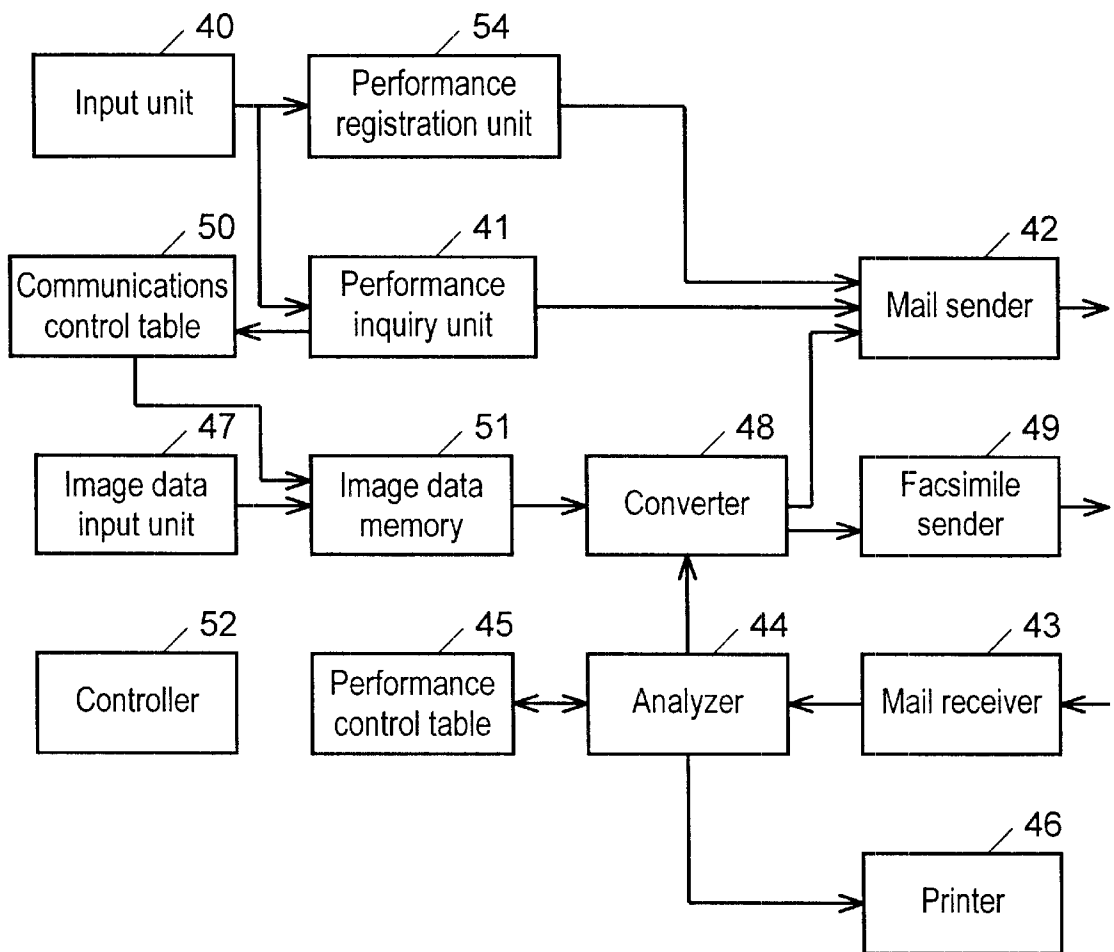 40
54
Input unit
Performance
registration unit
50
41
42
Communications
control table
Performance
inquiry unit
Mail sender
47
51
48
49
Image data
input unit
Image data
memory
Converter
Facsimile
sender
52
45
44
43
Controller
Performance
control table
Analyzer
Mail receiver
46
Printer